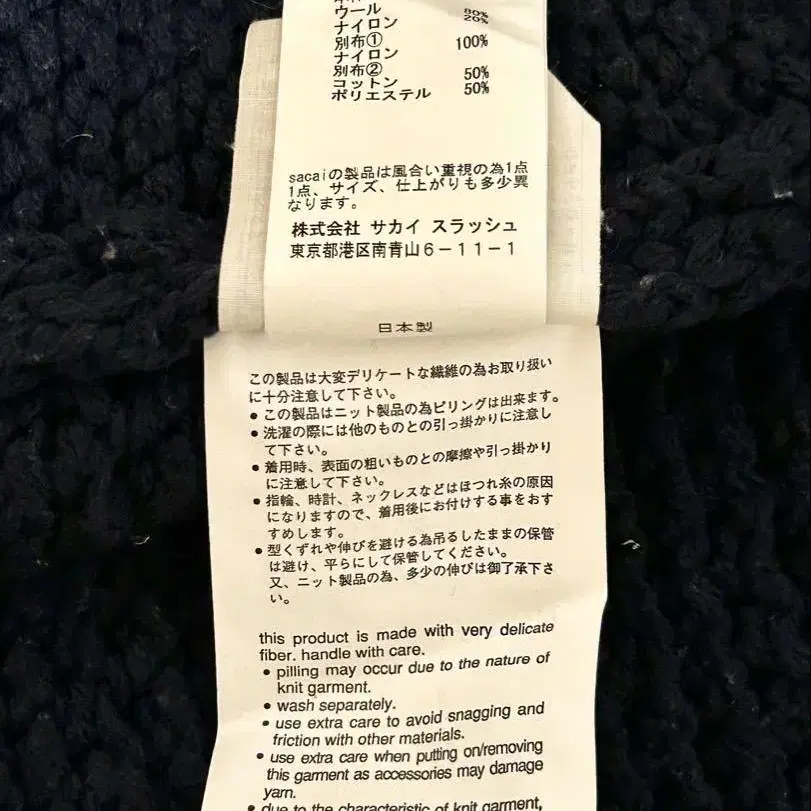 ウール 80%
ナイロン 20%
別布① 100%
ナイロン
別布② 50%
コットン 50%
ポリエステル
sacaiの製品は風合い重視の為1点
1点、サイズ、仕上がりも多少異
なります。
株式会社 サカイ スラッシュ
東京都港区南青山6-11-1
日本製
この製品は大変デリケートな繊維の為お取り扱い
に十分注意して下さい。
● この製品はニット製品の為ピリングは出来ます。
● 洗濯の際には他のものとの引っ掛かりに注意し
て下さい。
● 着用時、表面の粗いものとの摩擦や引っ掛かり
に注意して下さい。
● 指輪、時計、ネックレスなどはほつれ糸の原因
になりますので、着用後にお付けする事をおす
すめします。
● 型くずれや伸びを避ける為吊るしたままの保管
は避け、平らにして保管してください。
又、ニット製品の為、多少の伸びは御了承下さ
い。
this product is made with very delicate
fiber. handle with care.
• pilling may occur due to the nature of
knit garment.
• wash separately.
• use extra care to avoid snagging and
friction with other materials.
• use extra care when putting on/removing
this garment as accessories may damage
yarn.
• due to the characteristic of knit garment,